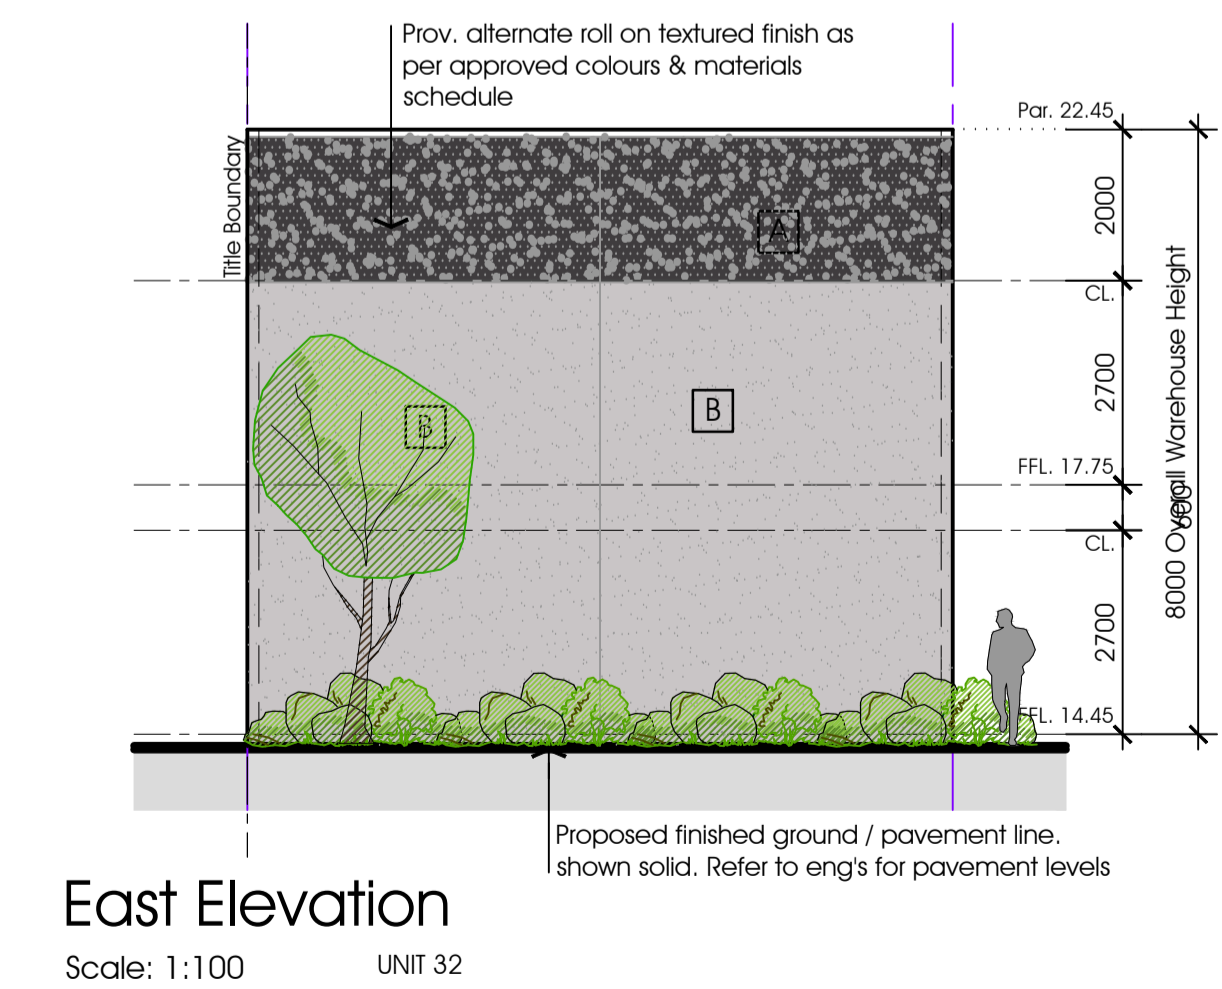 Prov. alternate roll on textured finish as
per approved colours & materials
schedule
Par. 22.45
Title Boundary
A
2000
CL.
2700
B
B
FFL. 17.75
600
8000 Overall Warehouse Height
CL.
2700
FFL. 14.45
Proposed finished ground / pavement line.
shown solid. Refer to eng's for pavement levels
East Elevation
Scale: 1:100
UNIT 32